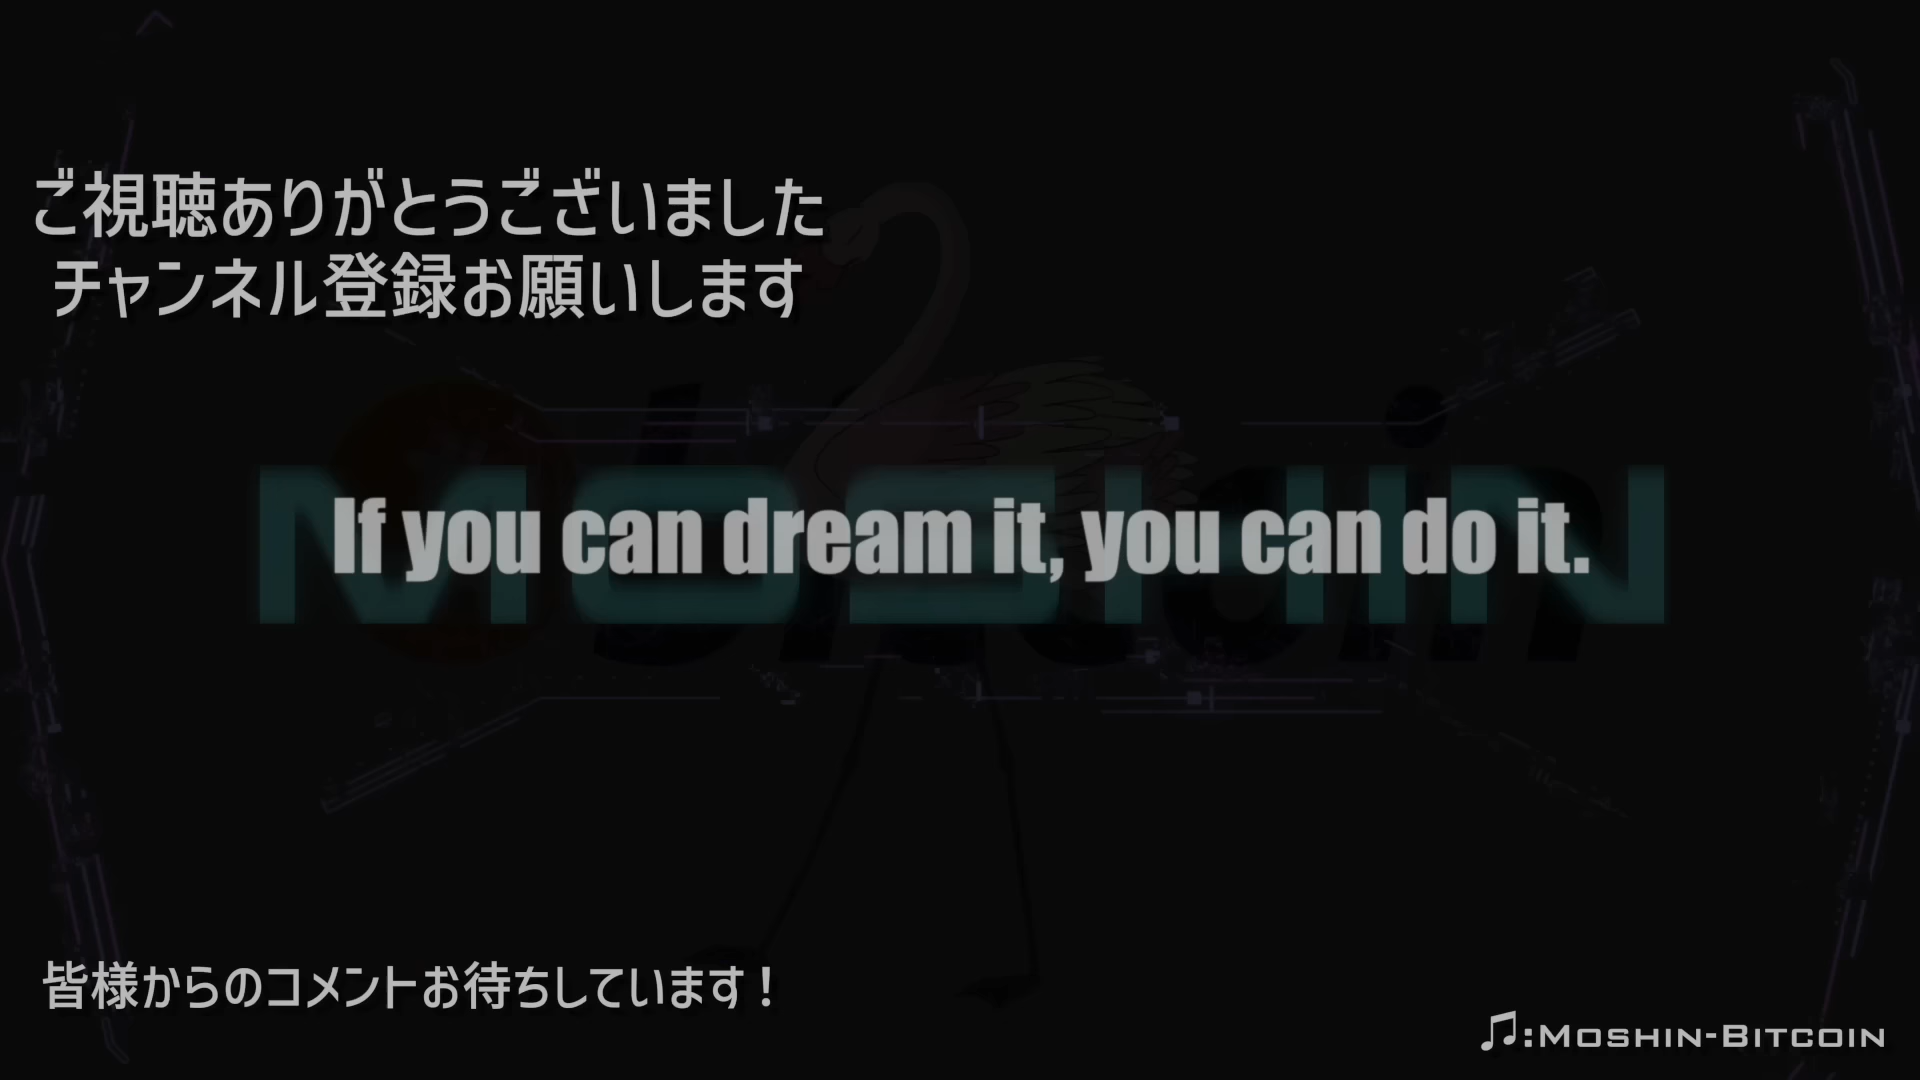 ご視聴ありがとうございました
チャンネル登録お願いします
MOSHIN
bitcoin
If you can dream it, you can do it.
皆様からのコメントお待ちしています！
♫:MOSHIN-BITCOIN